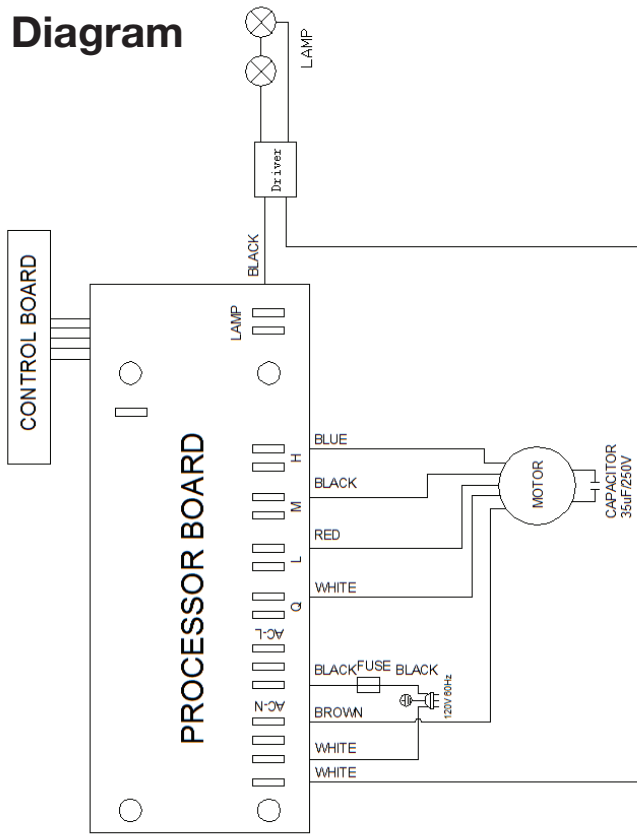 Diagram
LAMP
Driver
BLACK
CONTROL BOARD
LAMP
PROCESSOR BOARD
BLUE
H
BLACK
M
MOTOR
CAPACITOR
35uF/250V
RED
L
WHITE
Q
AC-L
BLACK FUSE BLACK
120V 60Hz
AC-N
BROWN
WHITE
WHITE